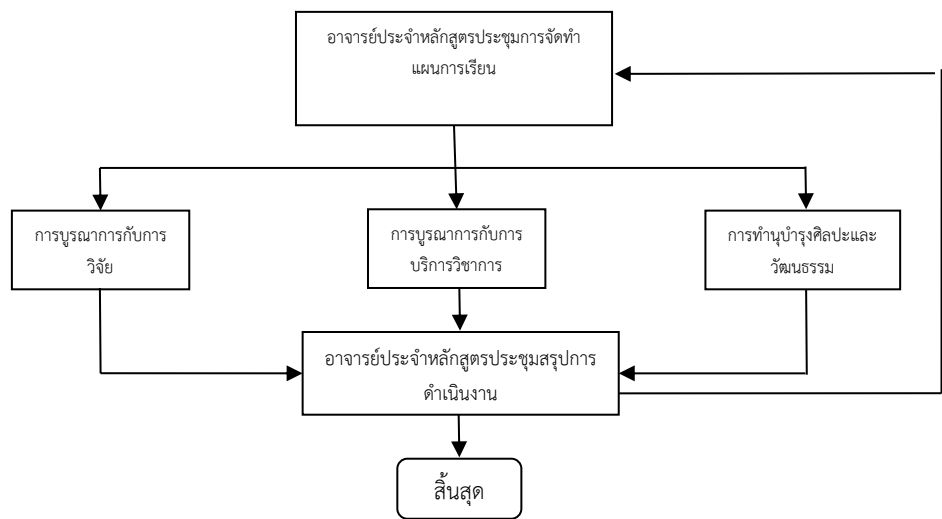 อาจารย์ประจำหลักสูตรประชุมการจัดทำ
แผนการเรียน
การบูรณาการกับการ
วิจัย
การบูรณาการกับการ
บริการวิชาการ
การทำนุบำรุงศิลปะและ
วัฒนธรรม
อาจารย์ประจำหลักสูตรประชุมสรุปการ
ดำเนินงาน
สิ้นสุด